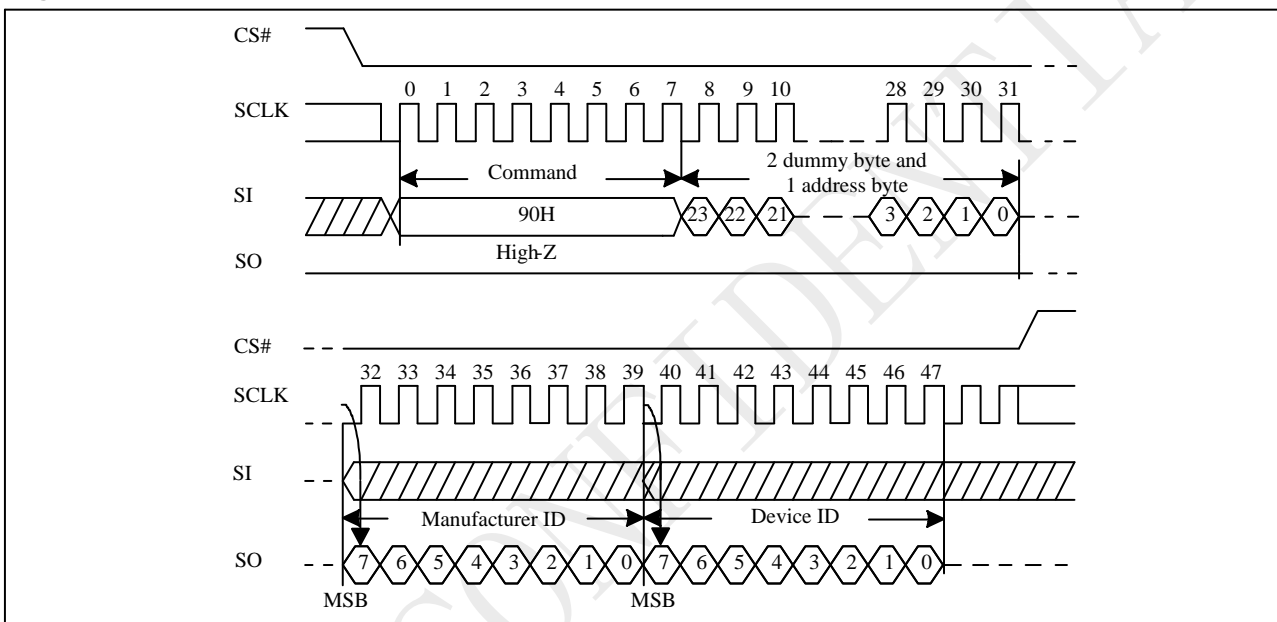 CS#
0 1 2 3 4 5 6 7 8 9 10 28 29 30 31
SCLK
Command
2 dummy byte and
1 address byte
SI
90H
23 22 21 3 2 1 0
High-Z
SO
CS#
32 33 34 35 36 37 38 39 40 41 42 43 44 45 46 47
SCLK
SI
Manufacturer ID
Device ID
SO
7 6 5 4 3 2 1 0 7 6 5 4 3 2 1 0
MSB
MSB
CONFIDENTIA